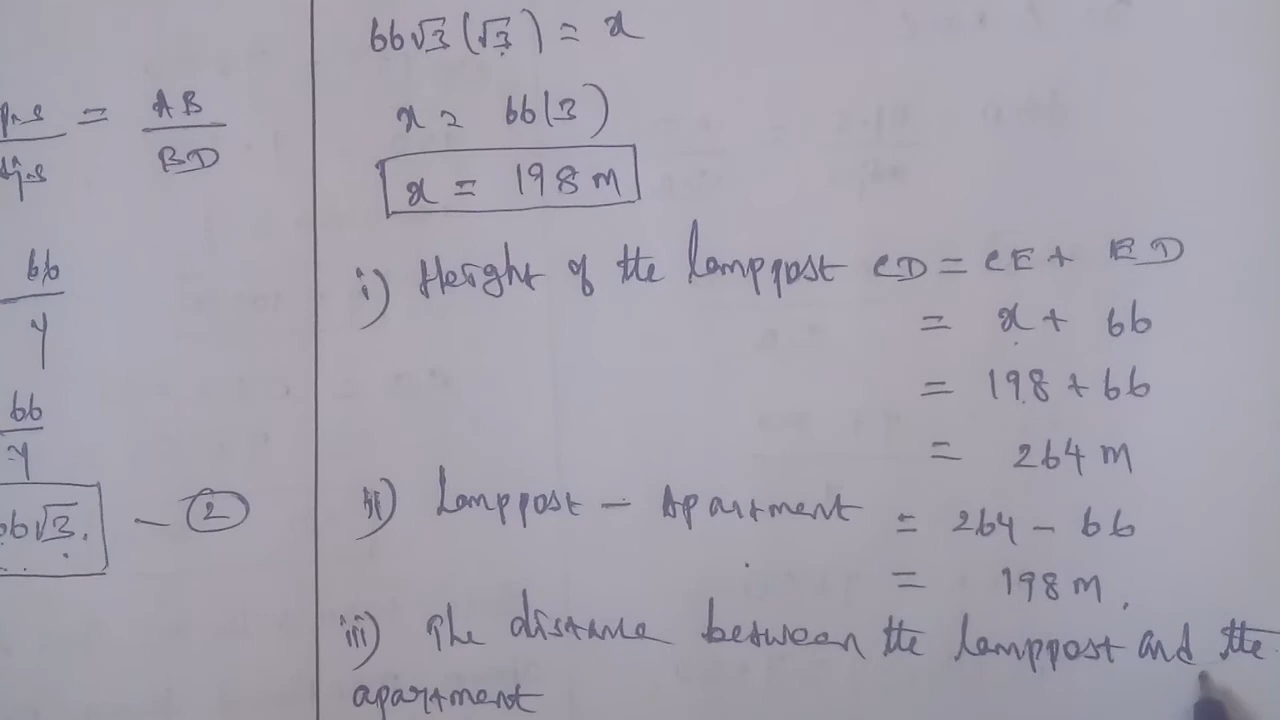 = AB
BD
66
y
66
y
66√3. - ②
66√3(√3) = x
x = 66(3)
x = 198 m
i) Height of the lamppost CD = CE + ED
= x + 66
= 198 + 66
= 264 m
ii) Lamppost - Apartment = 264 - 66
= 198 m.
iii) The distance between the lamppost and the
apartment